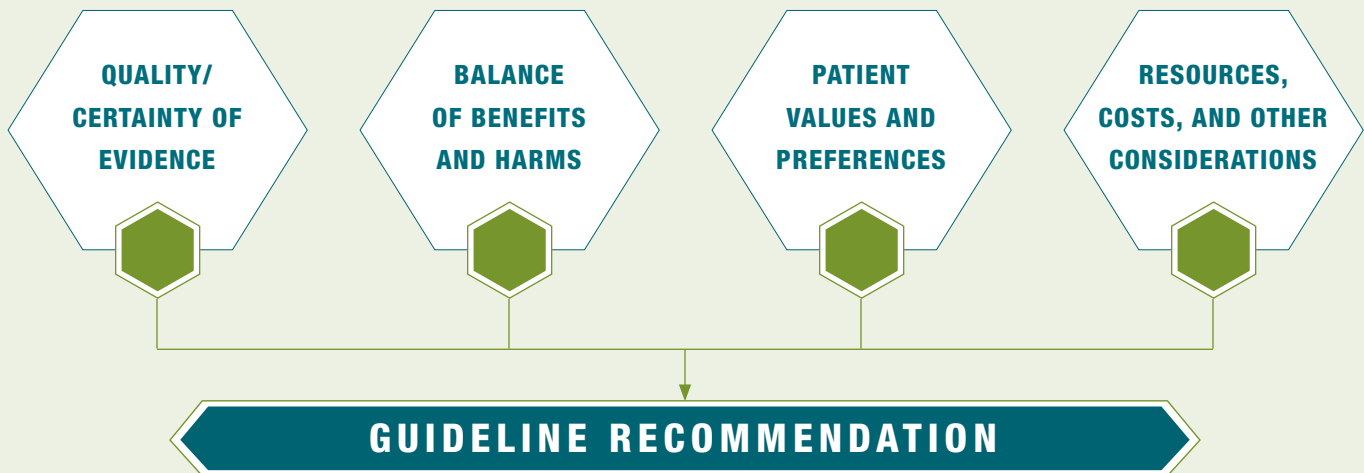 QUALITY/
CERTAINTY OF
EVIDENCE
BALANCE
OF BENEFITS
AND HARMS
PATIENT
VALUES AND
PREFERENCES
RESOURCES,
COSTS, AND OTHER
CONSIDERATIONS
GUIDELINE RECOMMENDATION